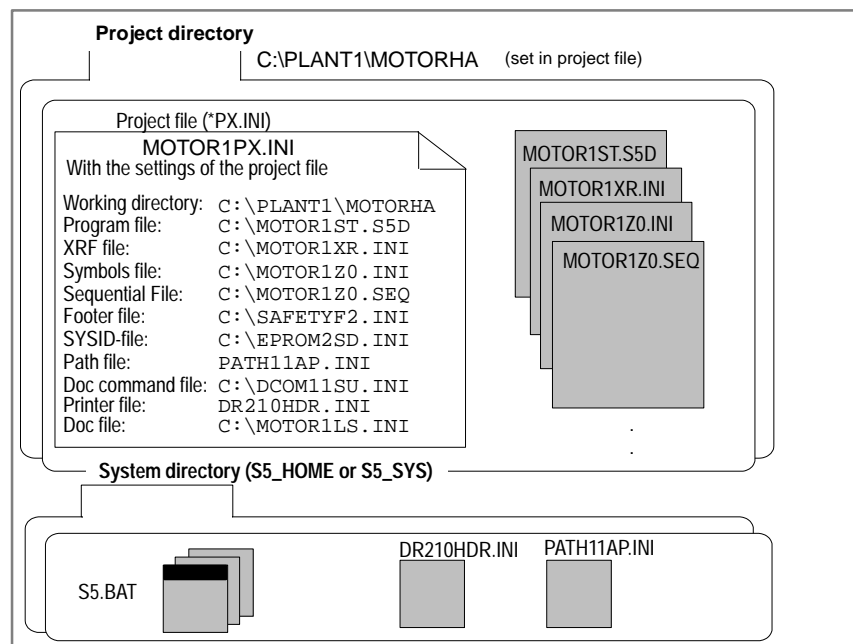 Project directory
C:\PLANT1\MOTORHA (set in project file)
Project file (*PX.INI)
MOTOR1PX.INI
With the settings of the project file
Working directory: C:\PLANT1\MOTORHA
Program file: C:\MOTOR1ST.S5D
XRF file: C:\MOTOR1XR.INI
Symbols file: C:\MOTOR1Z0.INI
Sequential File: C:\MOTOR1Z0.SEQ
Footer file: C:\SAFETYF2.INI
SYSID-file: C:\EPROM2SD.INI
Path file: PATH11AP.INI
Doc command file: C:\DCOM11SU.INI
Printer file: DR210HDR.INI
Doc file: C:\MOTOR1LS.INI
MOTOR1ST.S5D
MOTOR1XR.INI
MOTOR1Z0.INI
MOTOR1Z0.SEQ
.
.
System directory (S5_HOME or S5_SYS)
S5.BAT
DR210HDR.INI
PATH11AP.INI